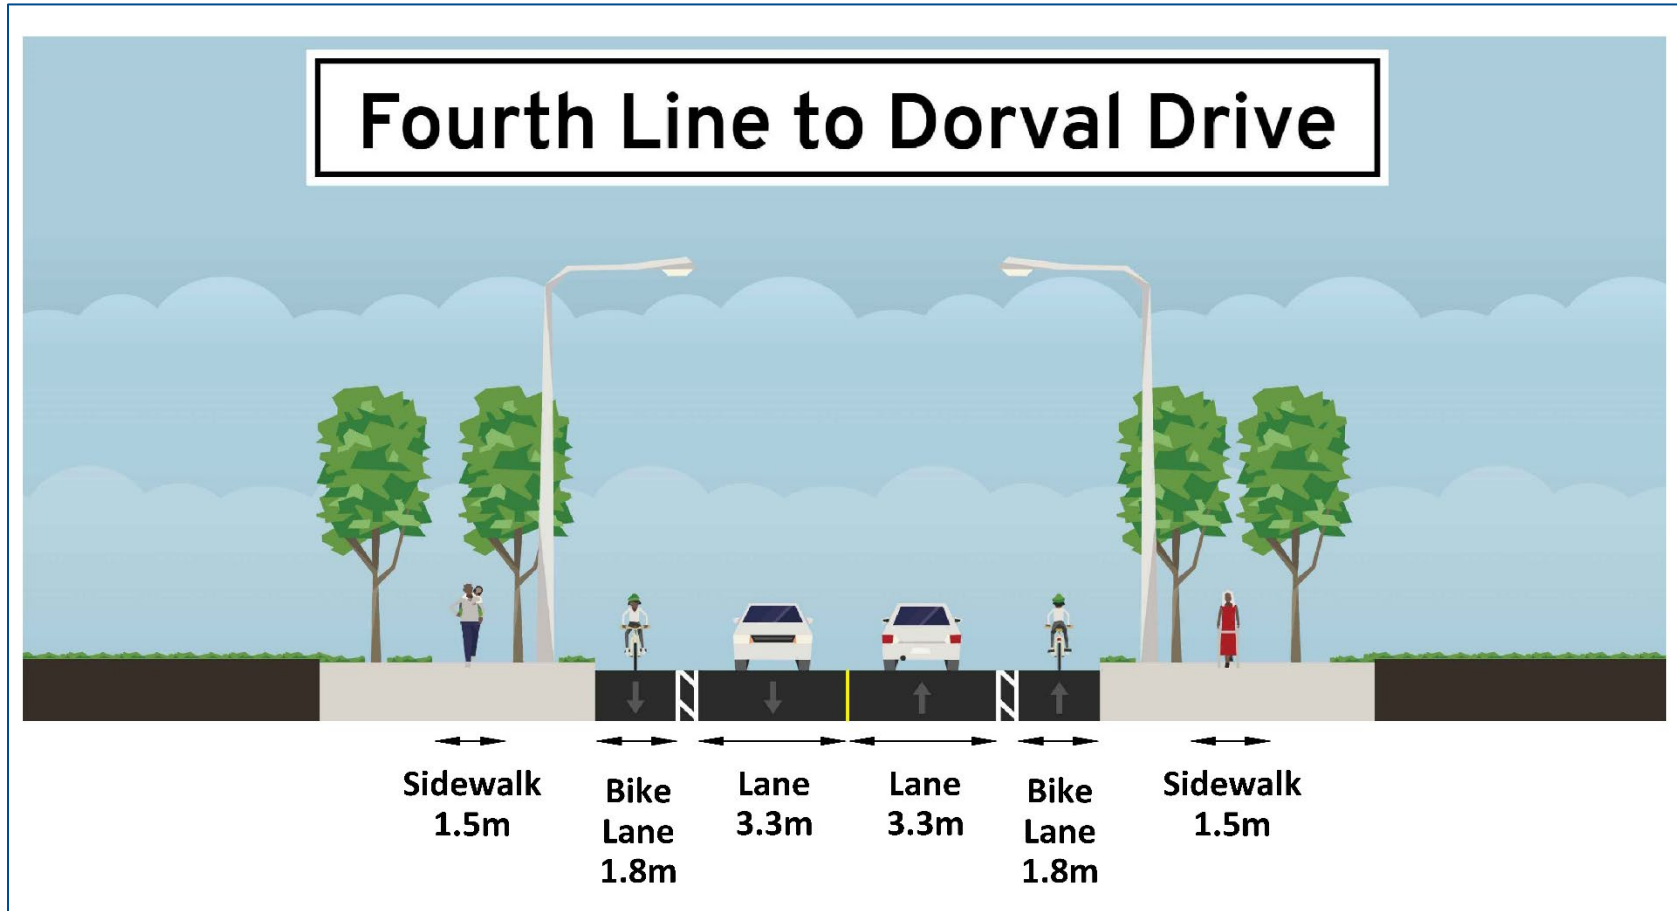 Fourth Line to Dorval Drive
Sidewalk
1.5m
Bike
Lane
1.8m
Lane
3.3m
Lane
3.3m
Bike
Lane
1.8m
Sidewalk
1.5m